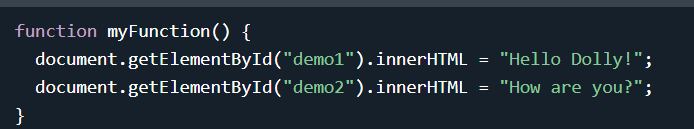 function myFunction() {
  document.getElementById("demo1").innerHTML = "Hello Dolly!";
  document.getElementById("demo2").innerHTML = "How are you?";
}